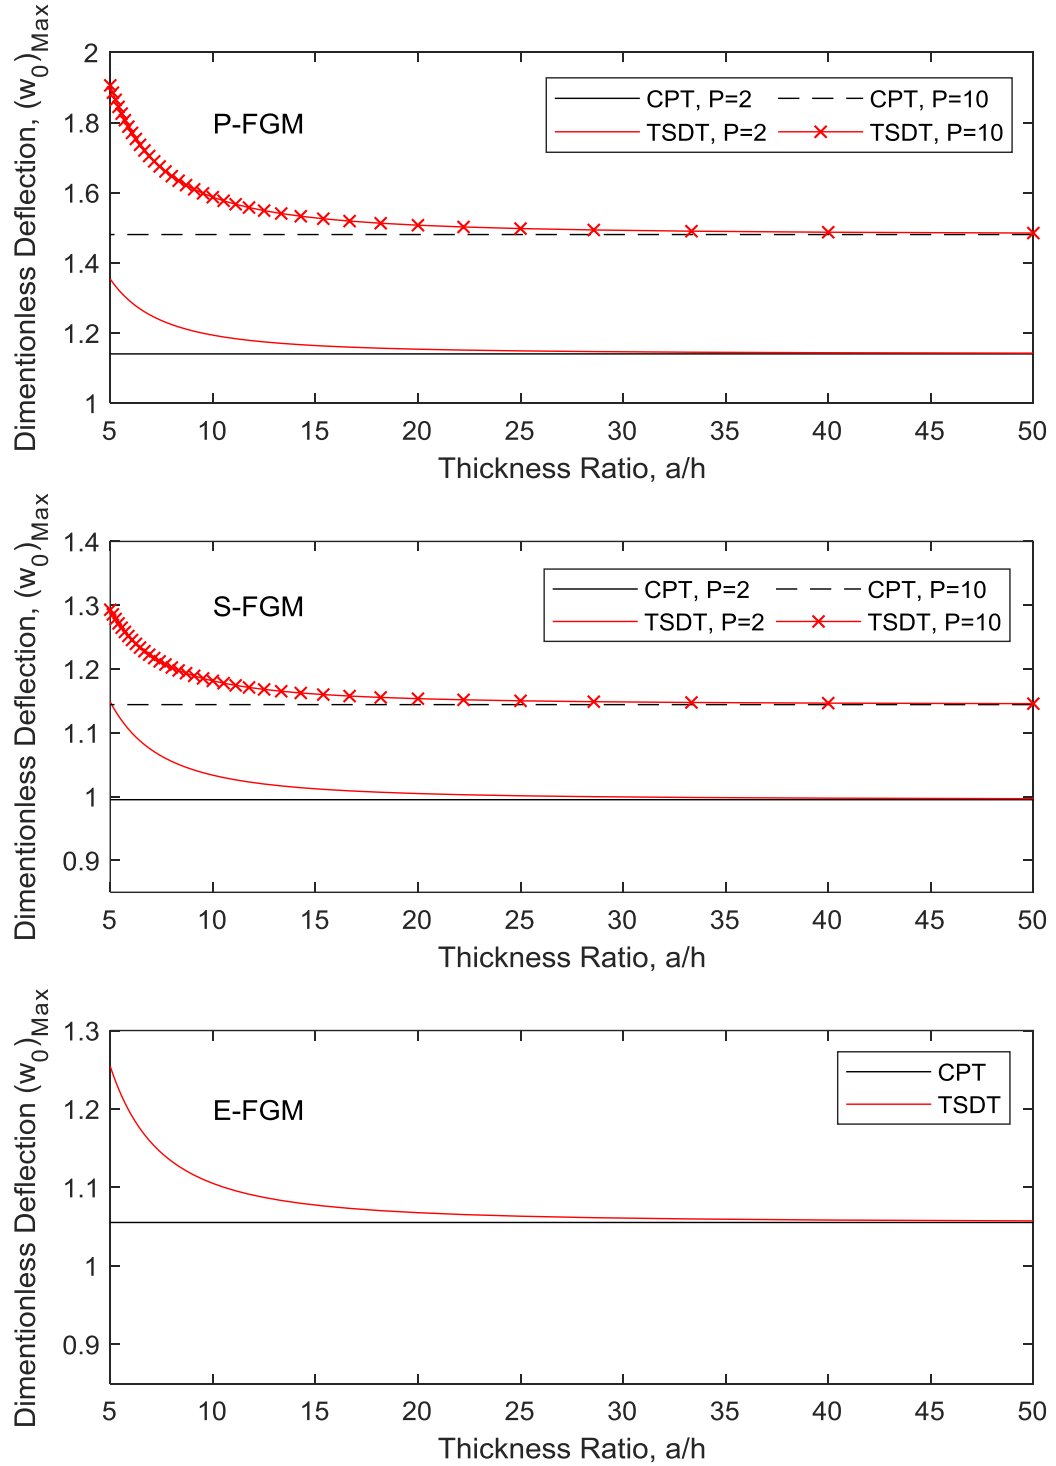 Dimentionless Deflection, (w0)Max
2
1.8
1.6
1.4
1.2
1
P-FGM
CPT, P=2
CPT, P=10
TSDT, P=2
TSDT, P=10
5 10 15 20 25 30 35 40 45 50
Thickness Ratio, a/h
Dimentionless Deflection, (w0)Max
1.4
1.3
1.2
1.1
1
0.9
S-FGM
CPT, P=2
CPT, P=10
TSDT, P=2
TSDT, P=10
5 10 15 20 25 30 35 40 45 50
Thickness Ratio, a/h
Dimentionless Deflection (w0)Max
1.3
1.2
1.1
1
0.9
E-FGM
CPT
TSDT
5 10 15 20 25 30 35 40 45 50
Thickness Ratio, a/h